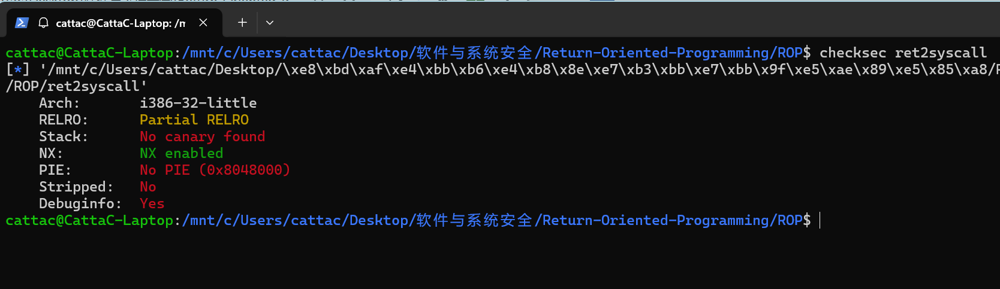 cattac@CattaC-Laptop: /m
cattac@CattaC-Laptop:/mnt/c/Users/cattac/Desktop/软件与系统安全/Return-Oriented-Programming/ROP$ checksec ret2syscall
[*] '/mnt/c/Users/cattac/Desktop/\xe8\xbd\xaf\xe4\xbb\xb6\xe4\xb8\x8e\xe7\xb3\xbb\xe7\xbb\x9f\xe5\xae\x89\xe5\x85\xa8/R
/ROP/ret2syscall'
Arch: i386-32-little
RELRO: Partial RELRO
Stack: No canary found
NX: NX enabled
PIE: No PIE (0x8048000)
Stripped: No
Debuginfo: Yes
cattac@CattaC-Laptop:/mnt/c/Users/cattac/Desktop/软件与系统安全/Return-Oriented-Programming/ROP$